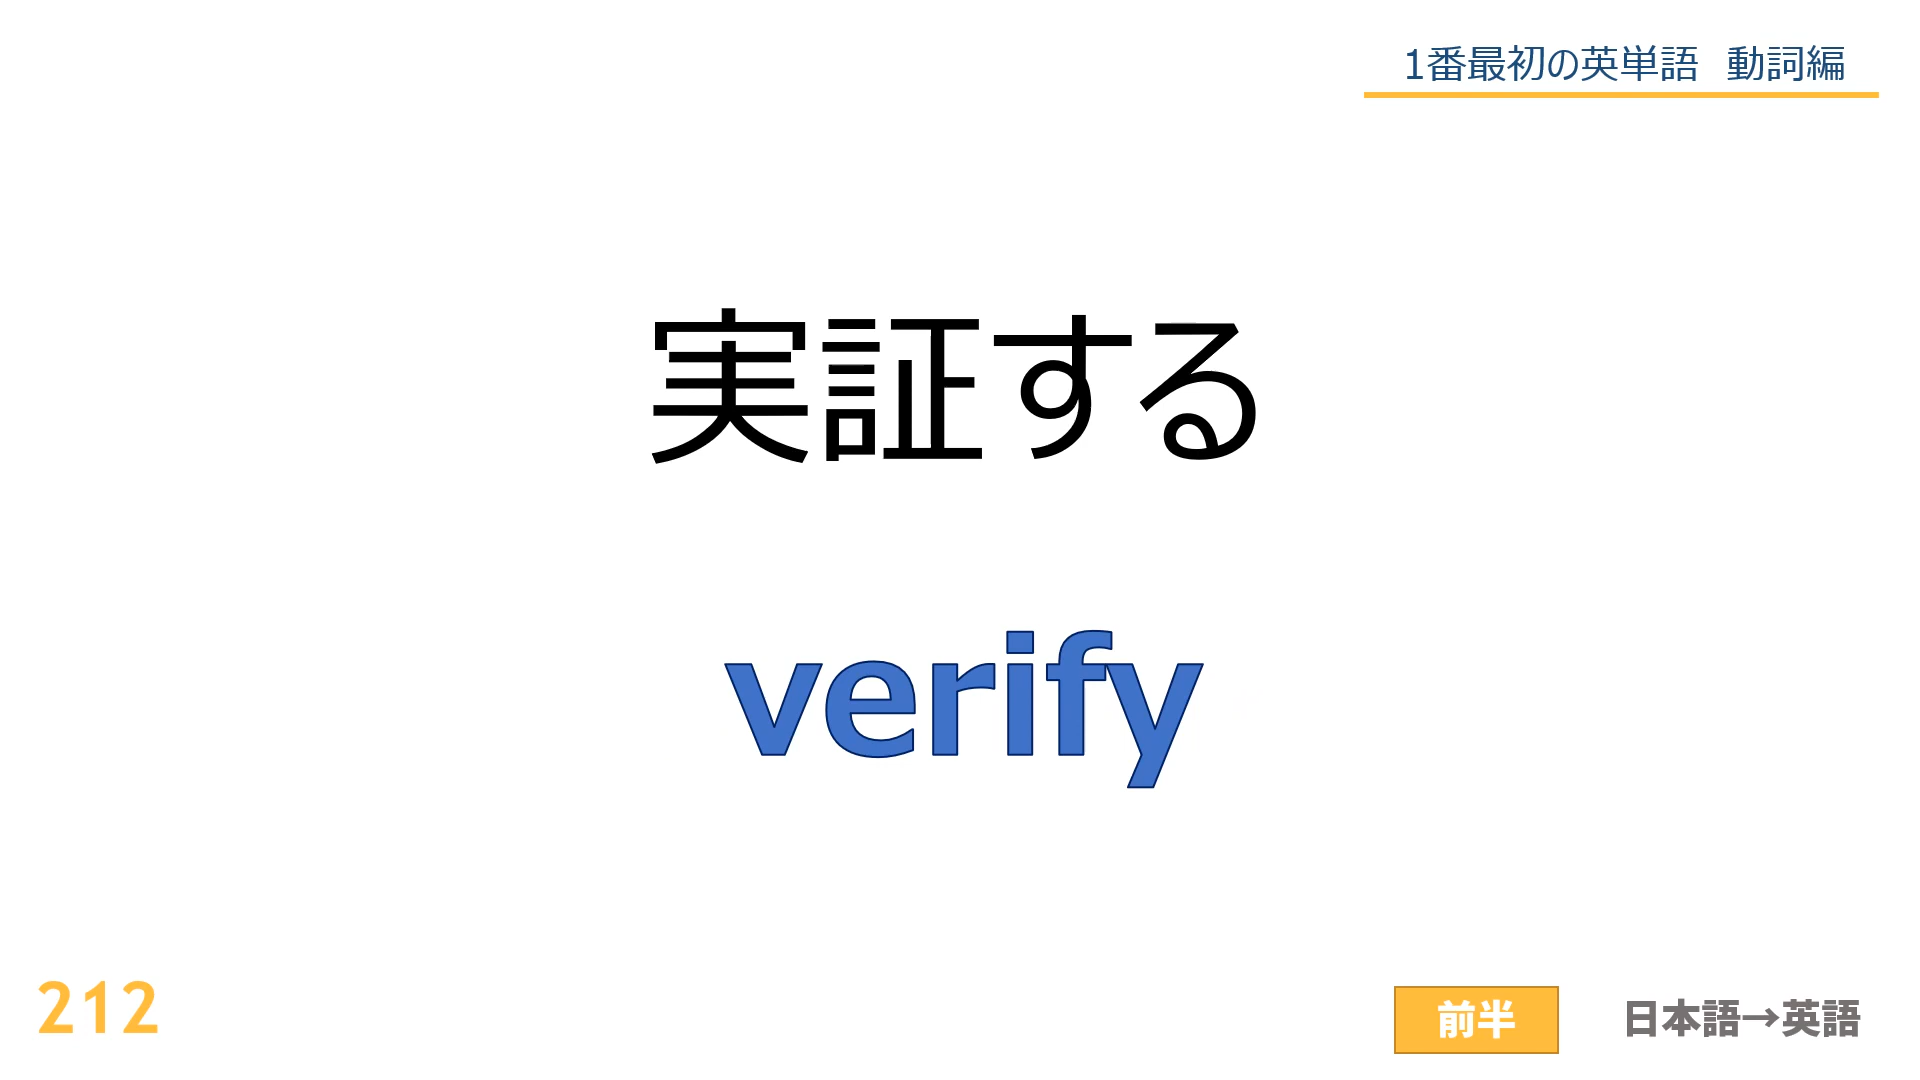 1番最初の英単語　動詞編
実証する
verify
212
前半
日本語→英語